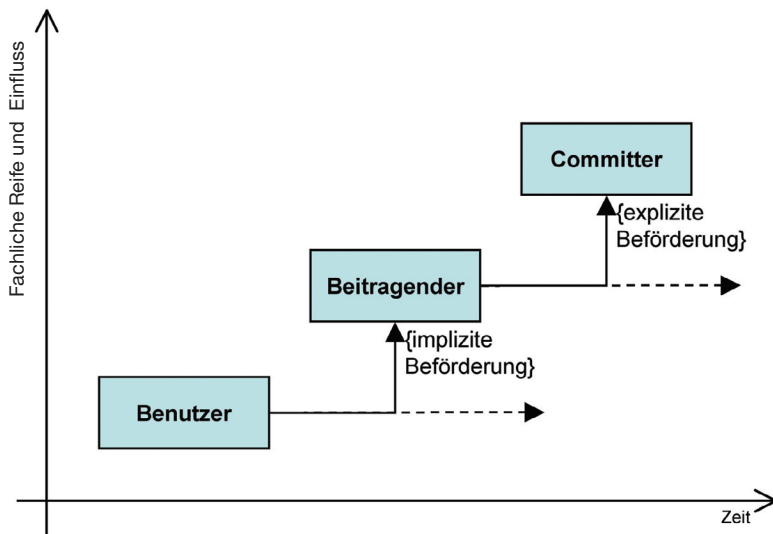 Fachliche Reife und Einfluss
Committer
{explizite
Beförderung}
Beitragender
{implizite
Beförderung}
Benutzer
Zeit